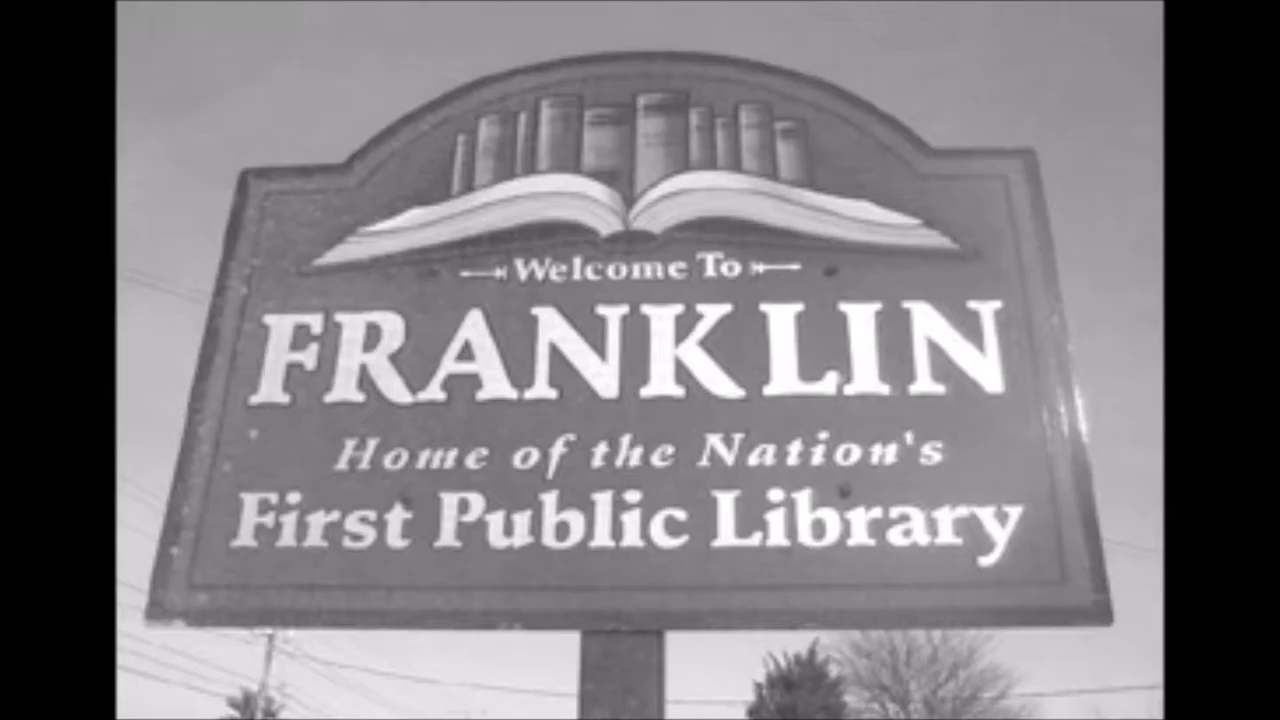 Welcome To
FRANKLIN
Home of the Nation's
First Public Library